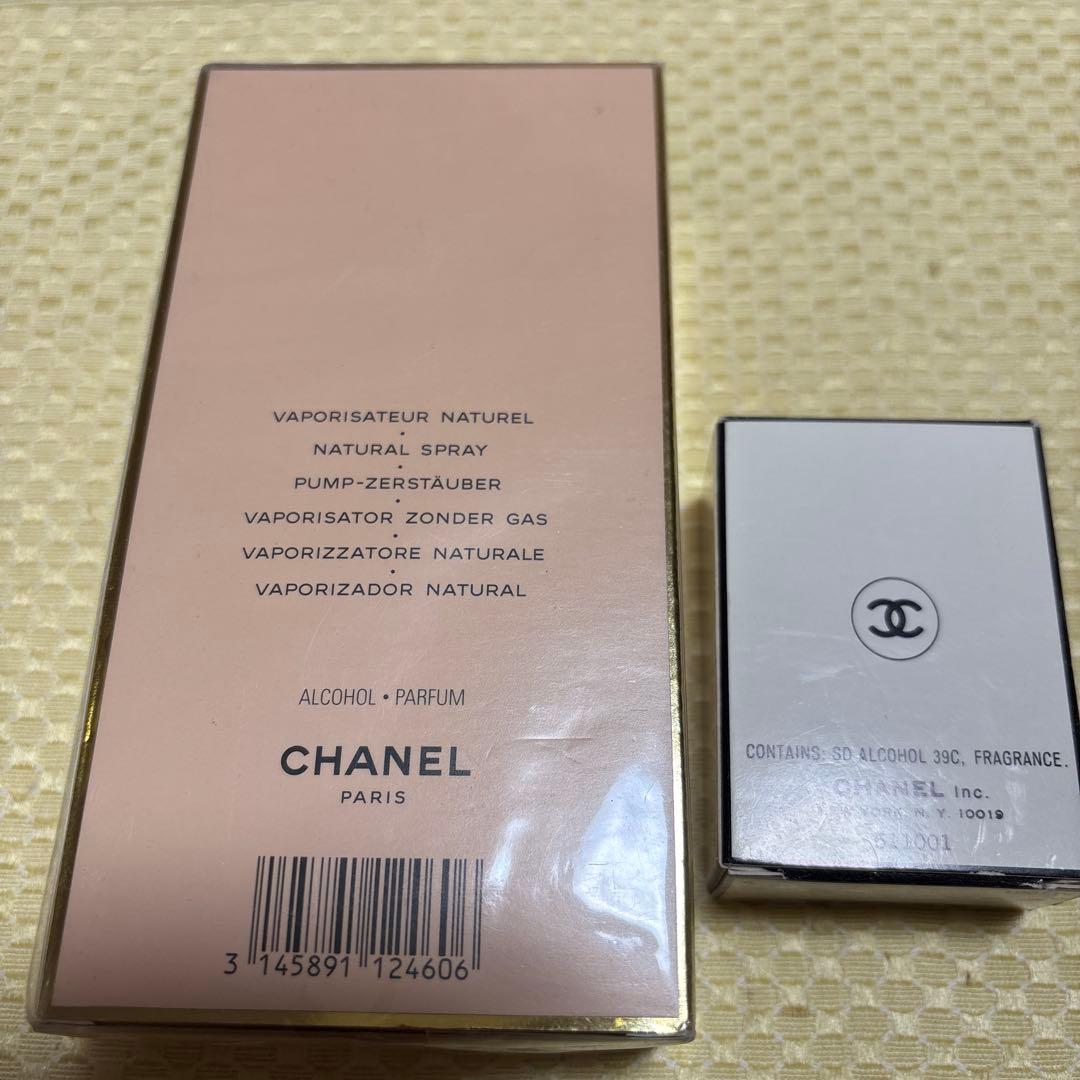 VAPORISATEUR NATUREL
•
NATURAL SPRAY
•
PUMP-ZERSTÄUBER
•
VAPORISATOR ZONDER GAS
•
VAPORIZZATORE NATURALE
•
VAPORIZADOR NATURAL
ALCOHOL • PARFUM
CHANEL
PARIS
3 145891 124606
CONTAINS: SD ALCOHOL 39C, FRAGRANCE.
CHANEL Inc.
YORK, N. Y. 10019
511001